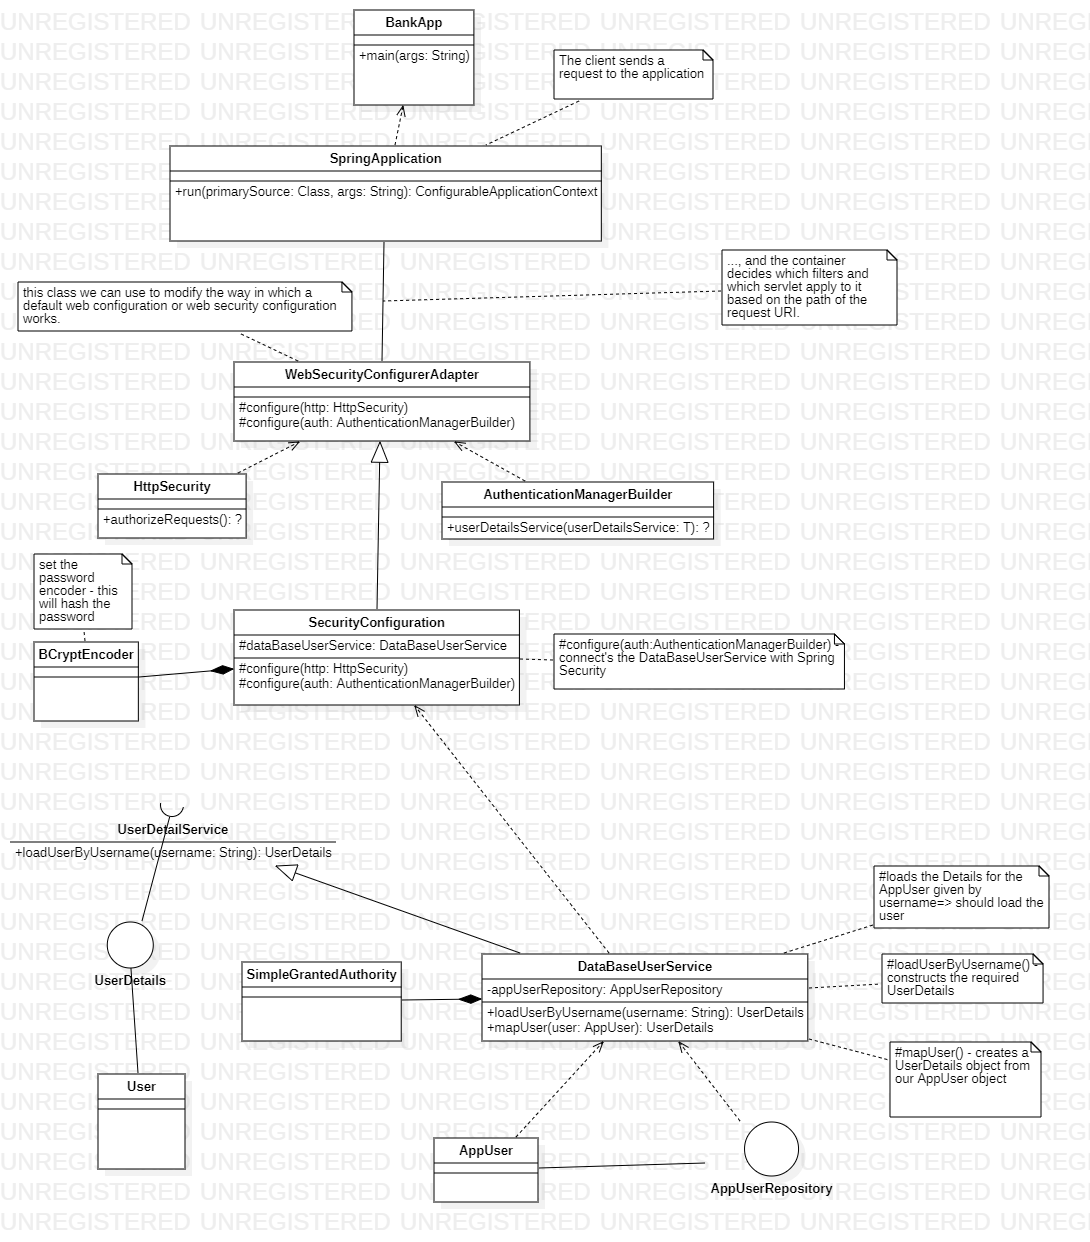 BankApp
+main(args: String)
The client sends a
request to the application
SpringApplication
+run(primarySource: Class, args: String): ConfigurableApplicationContext
..., and the container
decides which filters and
which servlet apply to it
based on the path of the
request URI.
this class we can use to modify the way in which a
default web configuration or web security configuration
works.
WebSecurityConfigurerAdapter
#configure(http: HttpSecurity)
#configure(auth: AuthenticationManagerBuilder)
HttpSecurity
+authorizeRequests(): ?
AuthenticationManagerBuilder
+userDetailsService(userDetailsService: T): ?
set the
password
encoder - this
will hash the
password
BCryptEncoder
SecurityConfiguration
#dataBaseUserService: DataBaseUserService
#configure(http: HttpSecurity)
#configure(auth: AuthenticationManagerBuilder)
#configure(auth:AuthenticationManagerBuilder)
connect's the DataBaseUserService with Spring
Security
UserDetailService
+loadUserByUsername(username: String): UserDetails
#loads the Details for the
AppUser given by
username=> should load the
user
UserDetails
SimpleGrantedAuthority
DataBaseUserService
-appUserRepository: AppUserRepository
+loadUserByUsername(username: String): UserDetails
+mapUser(user: AppUser): UserDetails
#loadUserByUsername() -
constructs the required
UserDetails
#mapUser() - creates a
UserDetails object from
our AppUser object
User
AppUser
AppUserRepository
UNREGISTERED